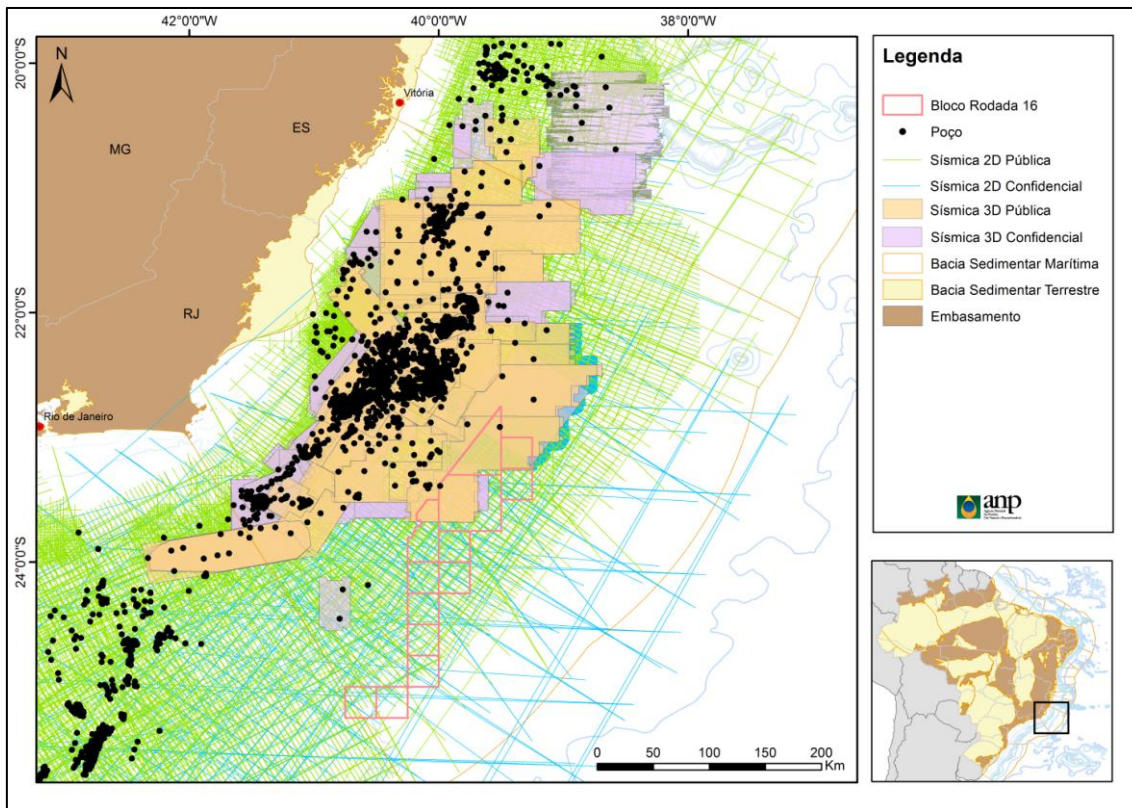 42°0'0"W 40°0'0"W 38°0'0"W
20°0'0"S
22°0'0"S
24°0'0"S
N
Vitória
ES
MG
RJ
Rio de Janeiro
0 50 100 150 200
Km
Legenda
Bloco Rodada 16
Poço
Sísmica 2D Pública
Sísmica 2D Confidencial
Sísmica 3D Pública
Sísmica 3D Confidencial
Bacia Sedimentar Marítima
Bacia Sedimentar Terrestre
Embasamento
anp